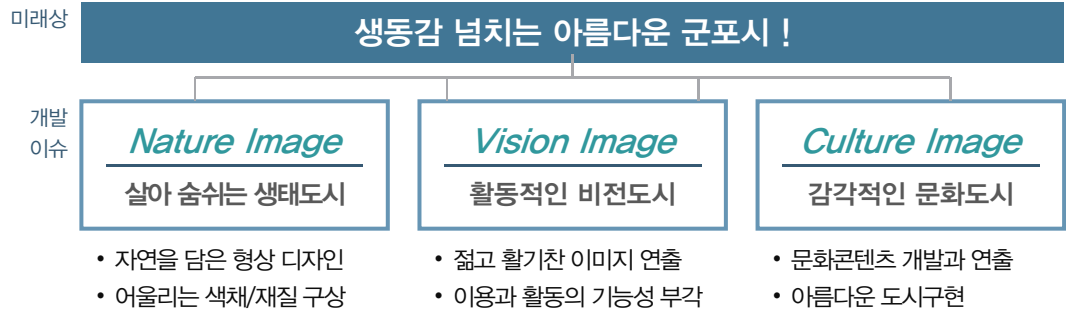 미래상
생동감 넘치는 아름다운 군포시 !
개발
이슈
Nature Image
살아 숨쉬는 생태도시
• 자연을 담은 형상 디자인
• 어울리는 색채/재질 구상
Vision Image
활동적인 비전도시
• 젊고 활기찬 이미지 연출
• 이용과 활동의 기능성 부각
Culture Image
감각적인 문화도시
• 문화콘텐츠 개발과 연출
• 아름다운 도시구현